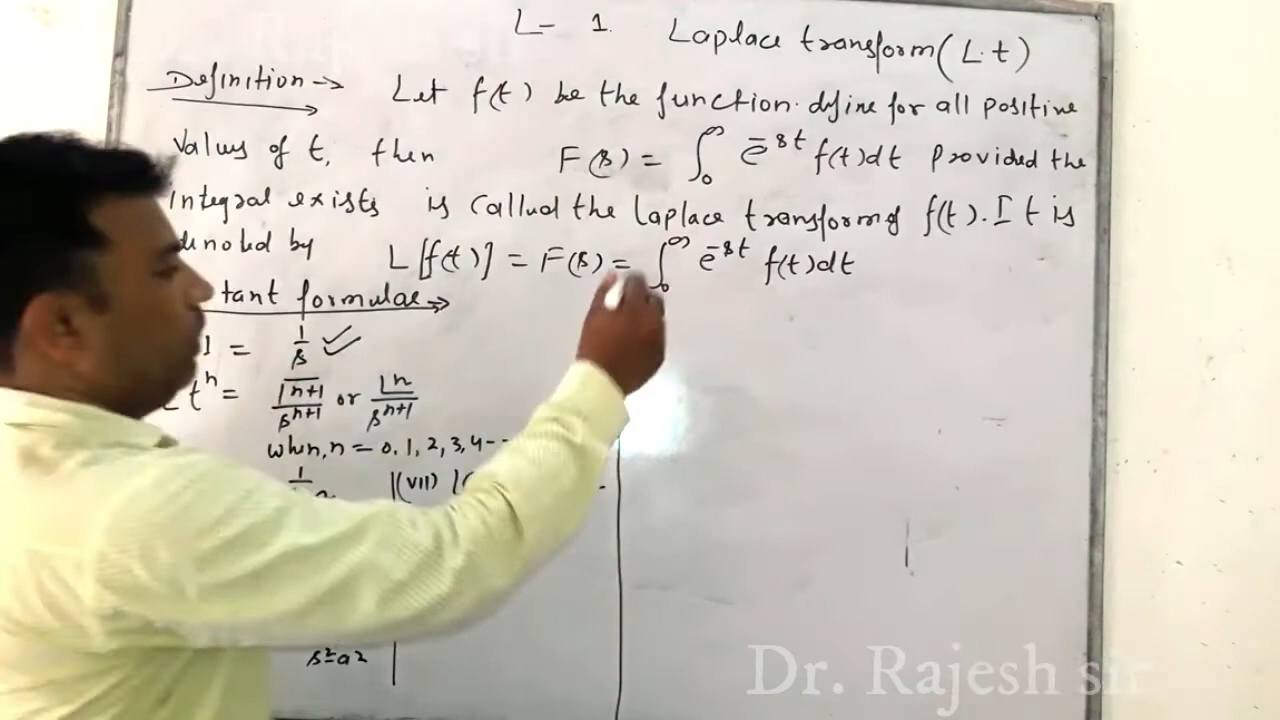 L- 1. Laplace transform (L.t)
Definition → Let f(t) be the function. define for all positive
Values of t, then F(s) = ∫₀^∞ e^-st f(t)dt provided the
integral exists is called the Laplace transform of f(t). It is
denoted by L[f(t)] = F(s) = ∫₀^∞ e^-st f(t)dt
tant formulae →
1 = 1/s ✓
t^n = Γn+1/s^n+1 or ⌊n/s^n+1
when, n = 0, 1, 2, 3, 4--
1 (VII)
s²-a²
Dr. Rajesh sir